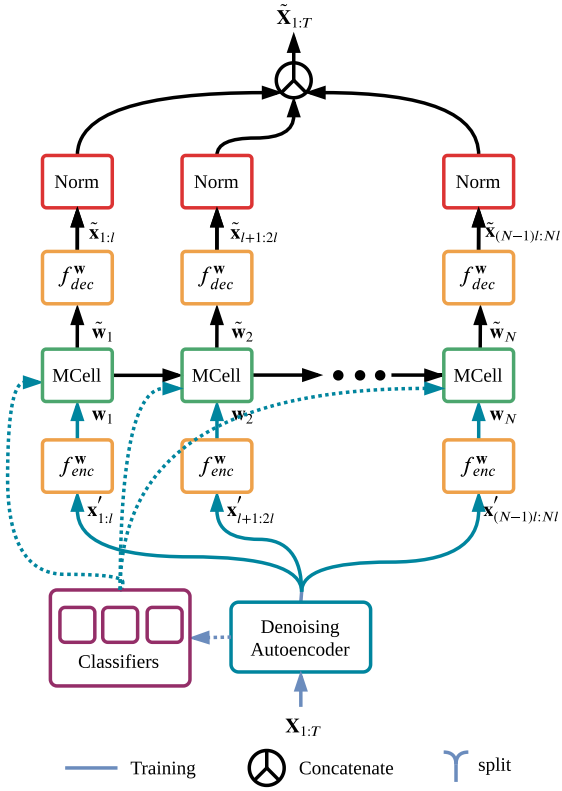 X̃₁:T
Norm Norm Norm
x̃₁:l x̃l+1:2l x̃(N−1)l:Nl
f^w_dec f^w_dec f^w_dec
w̃₁ w̃₂ w̃N
MCell MCell MCell
w₁ w₂ wN
f^w_enc f^w_enc f^w_enc
x′₁:l x′l+1:2l x′(N−1)l:Nl
Denoising
Autoencoder
Classifiers
X₁:T
Training Concatenate split